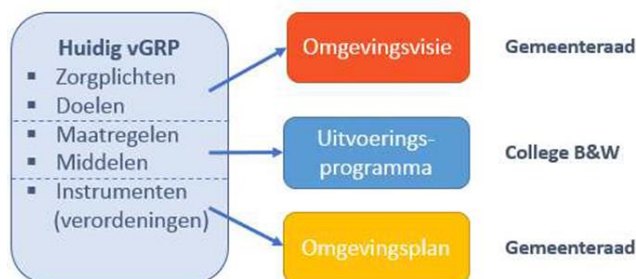 Huidig vGRP
▪ Zorgplichten
▪ Doelen
▪ Maatregelen
▪ Middelen
▪ Instrumenten
(verordeningen)
Omgevingsvisie
Gemeenteraad
Uitvoerings-
programma
College B&W
Omgevingsplan
Gemeenteraad